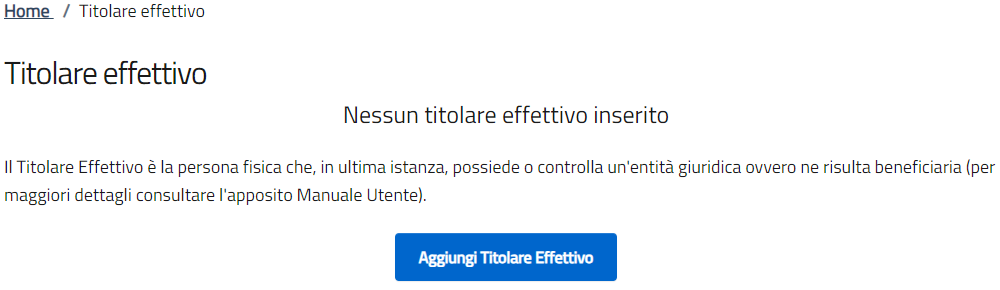 Home / Titolare effettivo
Titolare effettivo
Nessun titolare effettivo inserito
Il Titolare Effettivo è la persona fisica che, in ultima istanza, possiede o controlla un'entità giuridica ovvero ne risulta beneficiaria (per
maggiori dettagli consultare l'apposito Manuale Utente).
Aggiungi Titolare Effettivo